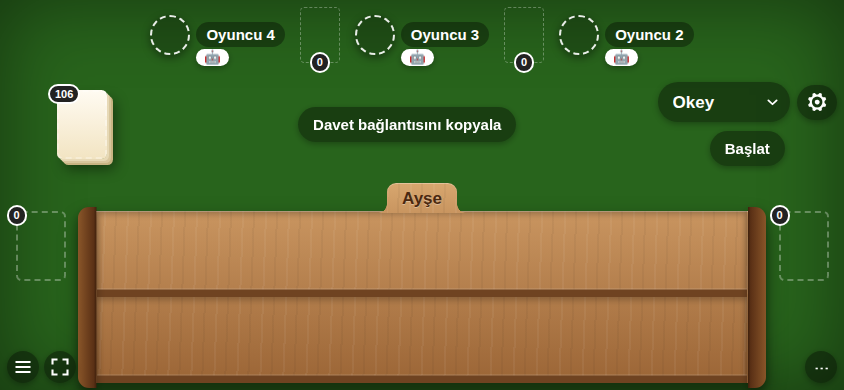 Oyuncu 4
0
Oyuncu 3
0
Oyuncu 2
106
Davet bağlantısını kopyala
Okey
Başlat
Ayşe
0
0
...